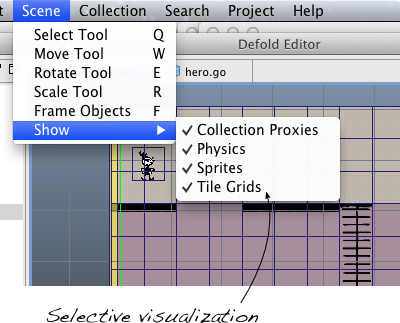 Scene Collection Search Project Help
Defold Editor
hero.go
Select Tool Q
Move Tool W
Rotate Tool E
Scale Tool R
Frame Objects F
Show
Collection Proxies
Physics
Sprites
Tile Grids
Selective visualization